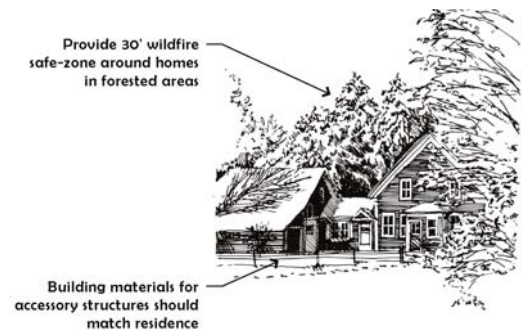 Provide 30' wildfire
safe-zone around homes
in forested areas
Building materials for
accessory structures should
match residence